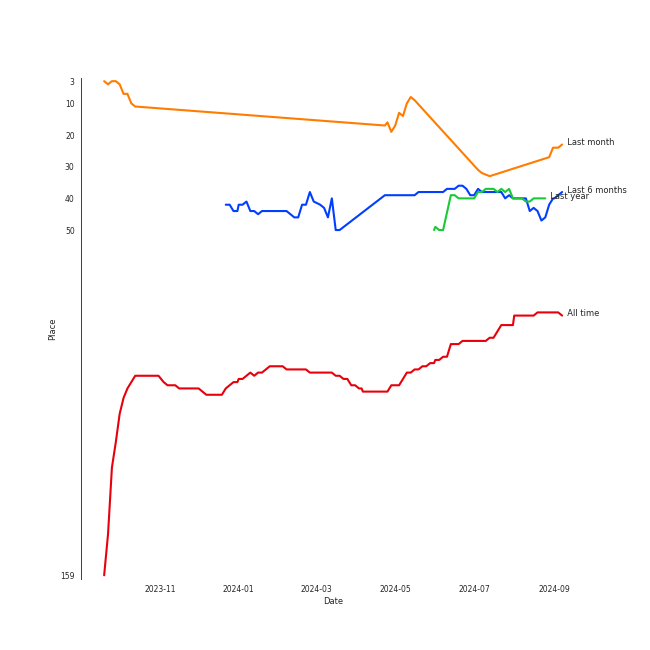 3
10
20
30
40
50
159
Place
Last month
Last 6 months
Last year
All time
2023-11
2024-01
2024-03
2024-05
2024-07
2024-09
Date